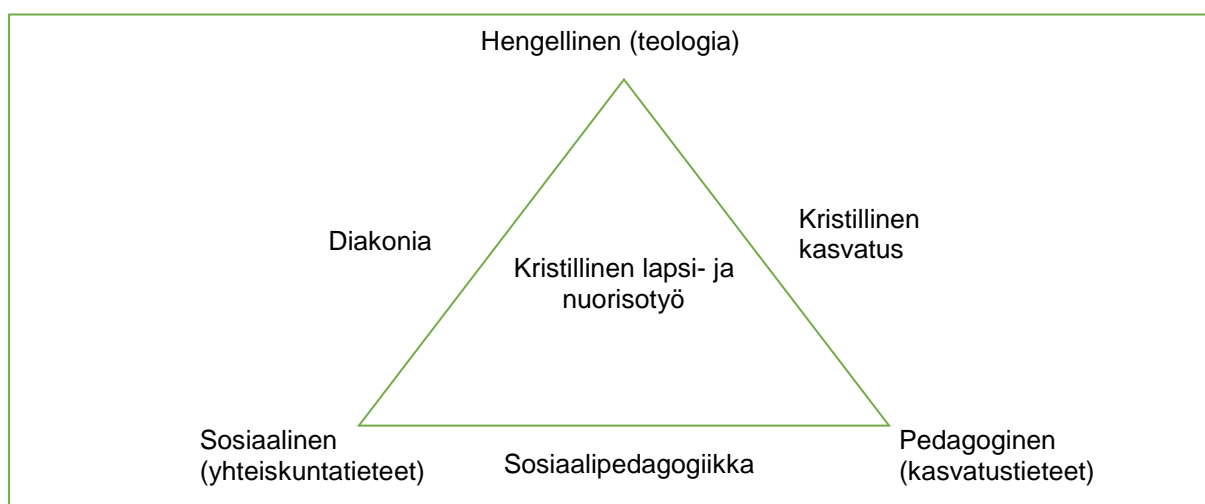 Hengellinen (teologia)
Diakonia
Kristillinen
kasvatus
Kristillinen lapsi- ja
nuorisotyö
Sosiaalinen
(yhteiskuntatieteet)
Sosiaalipedagogiikka
Pedagoginen
(kasvatustieteet)